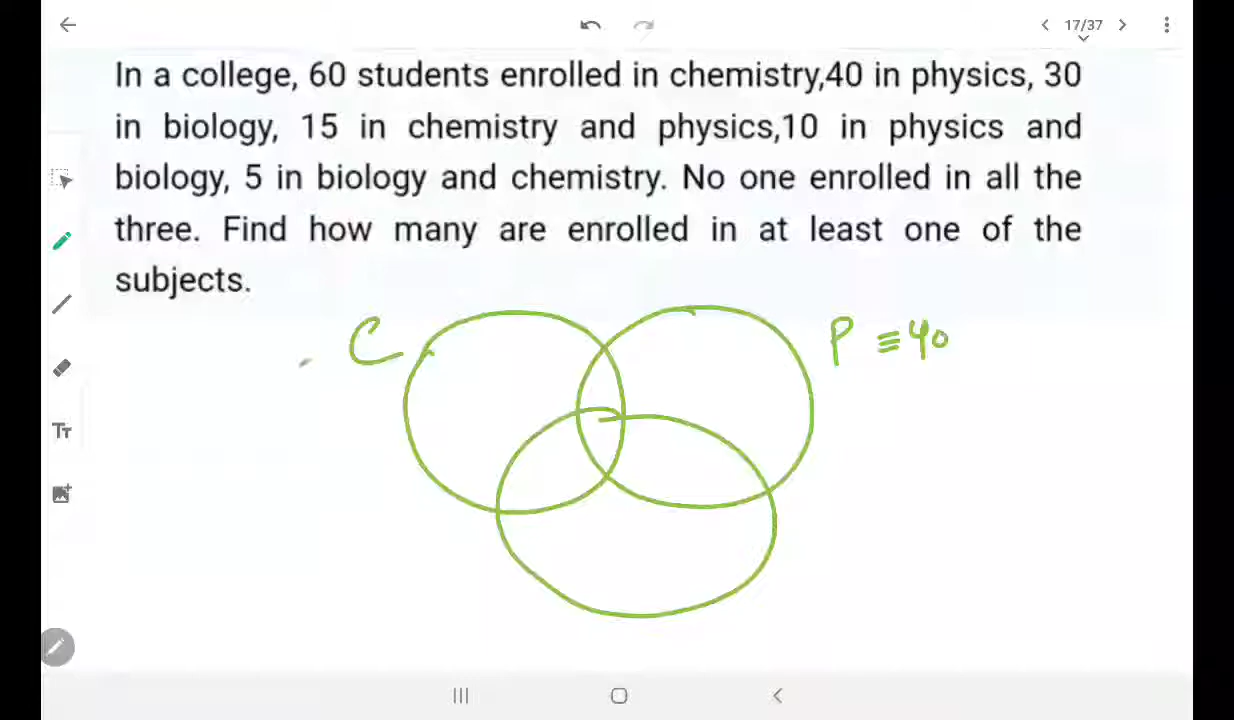 17/37
In a college, 60 students enrolled in chemistry,40 in physics, 30
in biology, 15 in chemistry and physics,10 in physics and
biology, 5 in biology and chemistry. No one enrolled in all the
three. Find how many are enrolled in at least one of the
subjects.
C P ≡ 40
TT